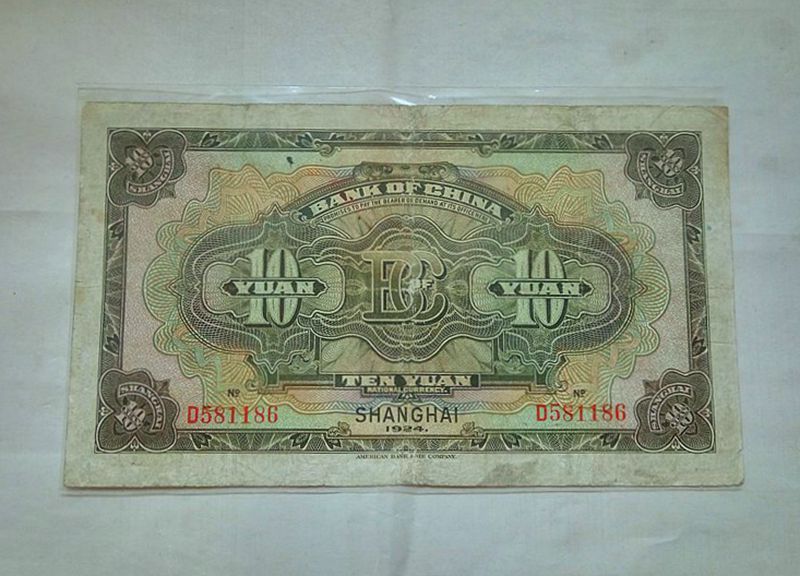 SHANGHAI
SHANGHAI
BANK OF CHINA
PROMISES TO PAY THE BEARER ON DEMAND AT ITS OFFICE HERE
10
YUAN
B OF C
10
YUAN
TEN YUAN
NATIONAL CURRENCY.
SHANGHAI
SHANGHAI
Nº
D581186
SHANGHAI
1924.
Nº
D581186
AMERICAN BANK NOTE COMPANY.